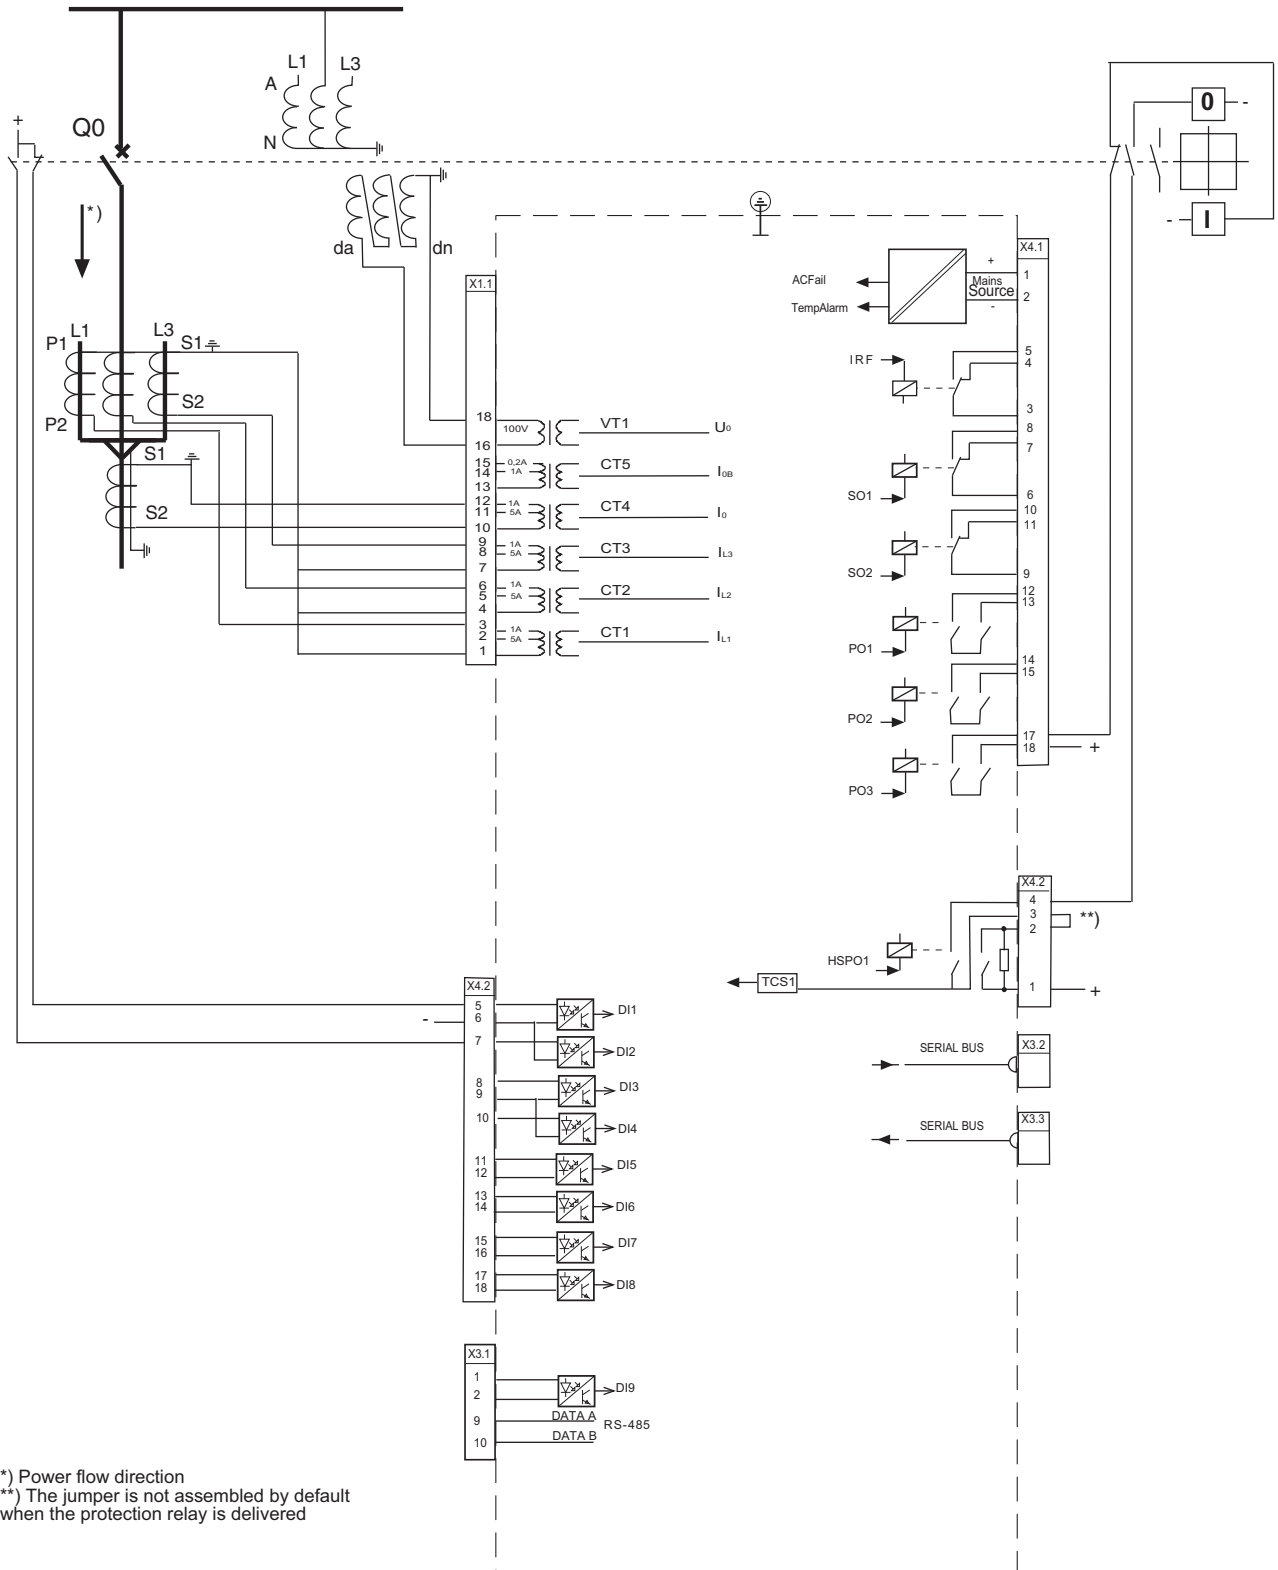 L1 L3
A
N
+
Q0
*)
da dn
0 -
- I
X4.1
+
Mains
Source
-
1
2
ACFail
TempAlarm
IRF
5
4
3
8
7
SO1
6
10
11
SO2
9
12
13
PO1
14
15
PO2
17
18 +
PO3
L1 L3
P1 S1
S2
P2
S1
S2
X1.1
18 100V VT1 U0
16
15 0,2A CT5 I0B
14 1A
13
12 1A CT4 I0
11 5A
10
9 1A CT3 IL3
8 5A
7
6 1A CT2 IL2
5 5A
4
3 1A CT1 IL1
2 5A
1
X4.2
4
3 **)
2
HSPO1
TCS1
1 +
X4.2
5 DI1
- 6
7 DI2
8 DI3
9
10 DI4
11 DI5
12
13 DI6
14
15 DI7
16
17 DI8
18
SERIAL BUS X3.2
SERIAL BUS X3.3
X3.1
1 DI9
2
9 DATA A RS-485
10 DATA B
*) Power flow direction
**) The jumper is not assembled by default
when the protection relay is delivered